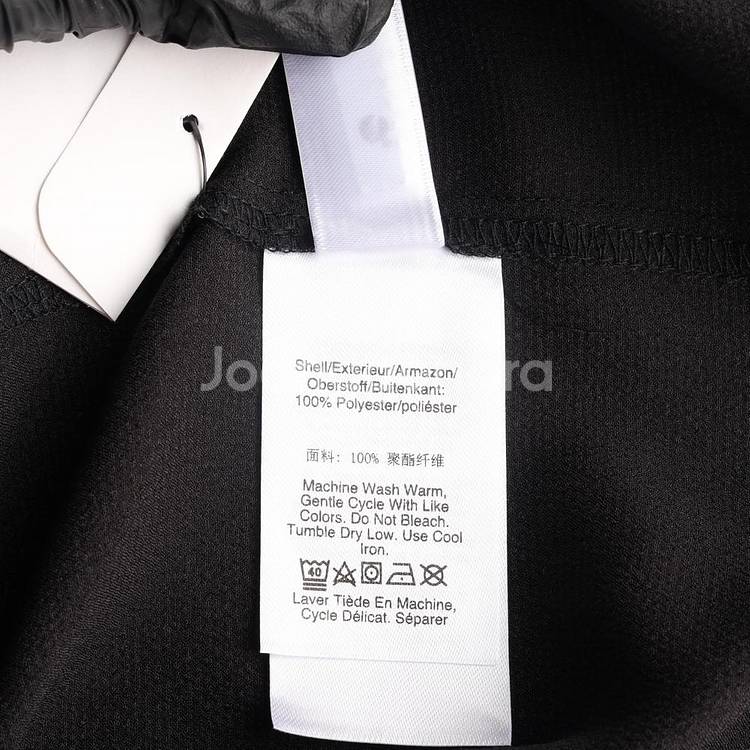 Shell/Exterieur/Armazon/
Oberstoff/Buitenkant:
100% Polyester/poliéster
面料: 100% 聚酯纤维
Machine Wash Warm,
Gentle Cycle With Like
Colors. Do Not Bleach.
Tumble Dry Low. Use Cool
Iron.
40
Laver Tiède En Machine,
Cycle Délicat. Séparer